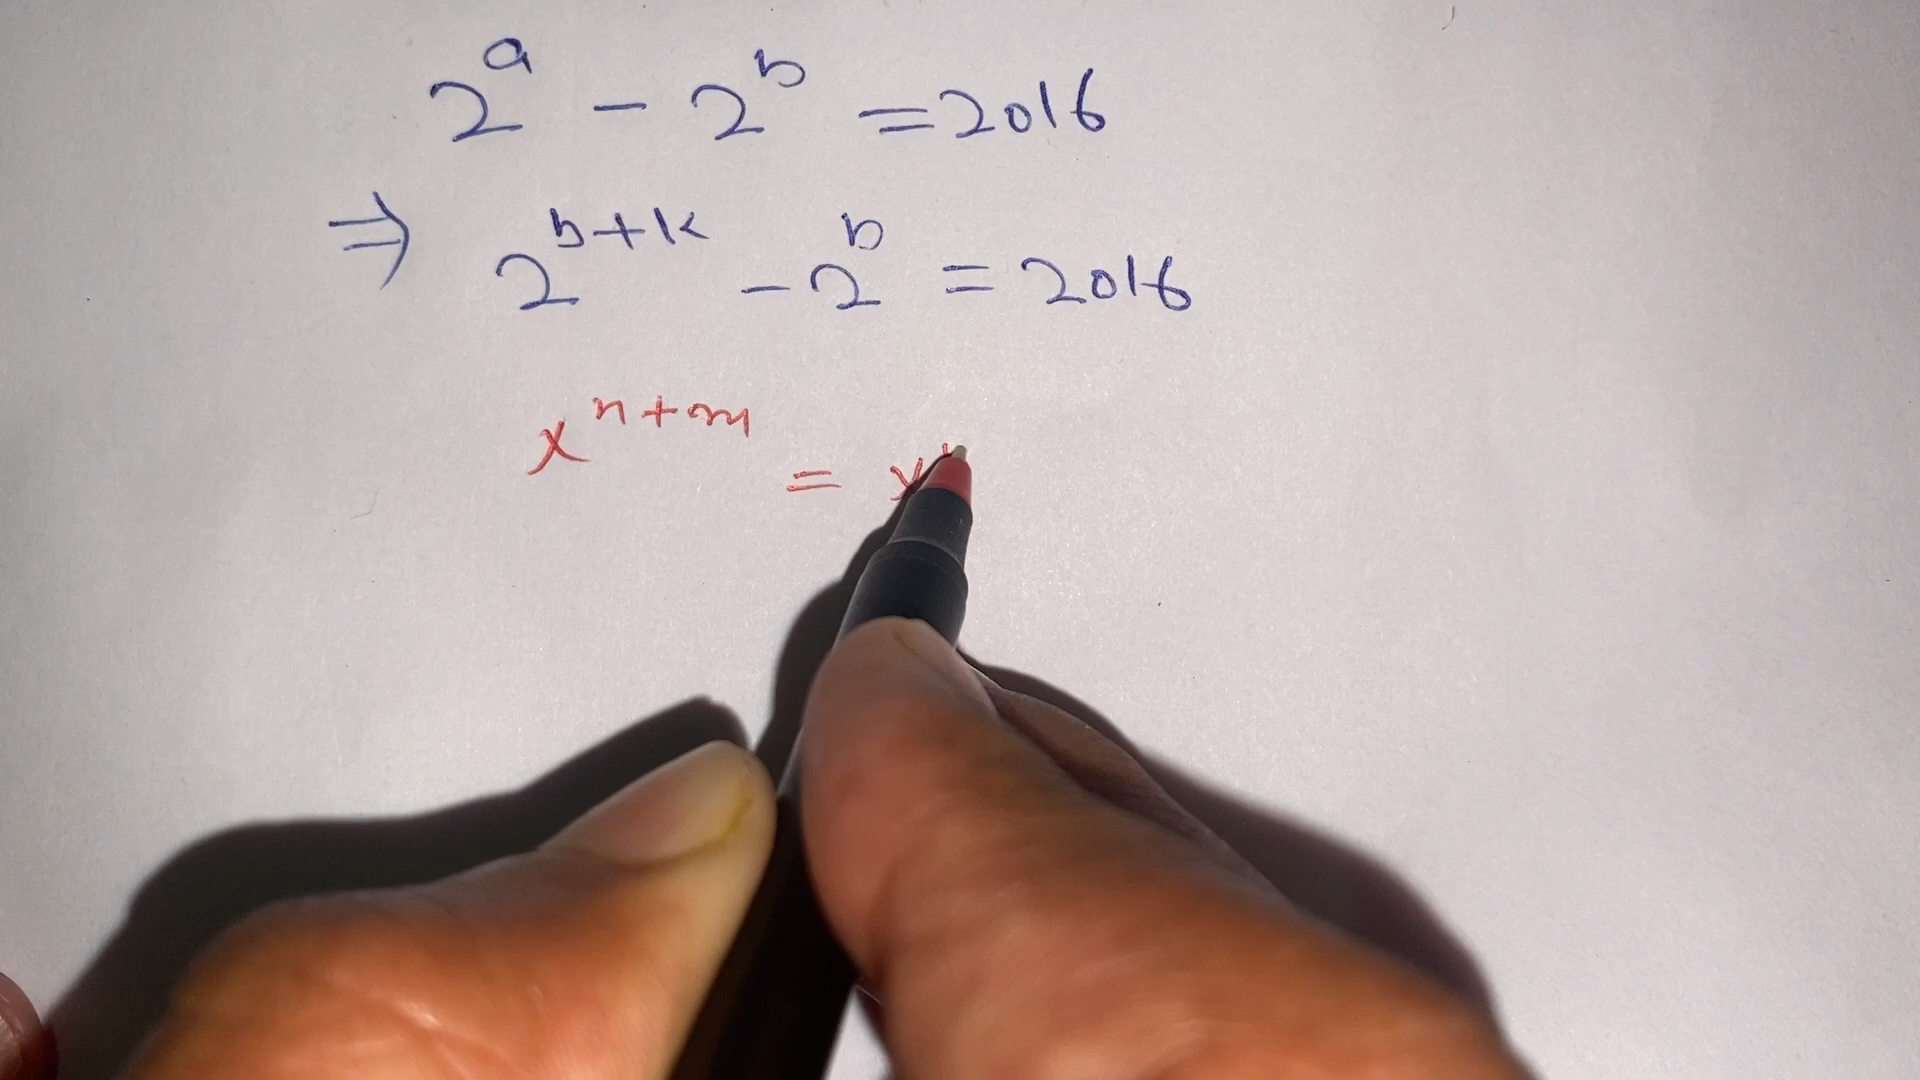 2^a - 2^b = 2016
⇒ 2^{b+k} - 2^b = 2016
x^{n+m} = x